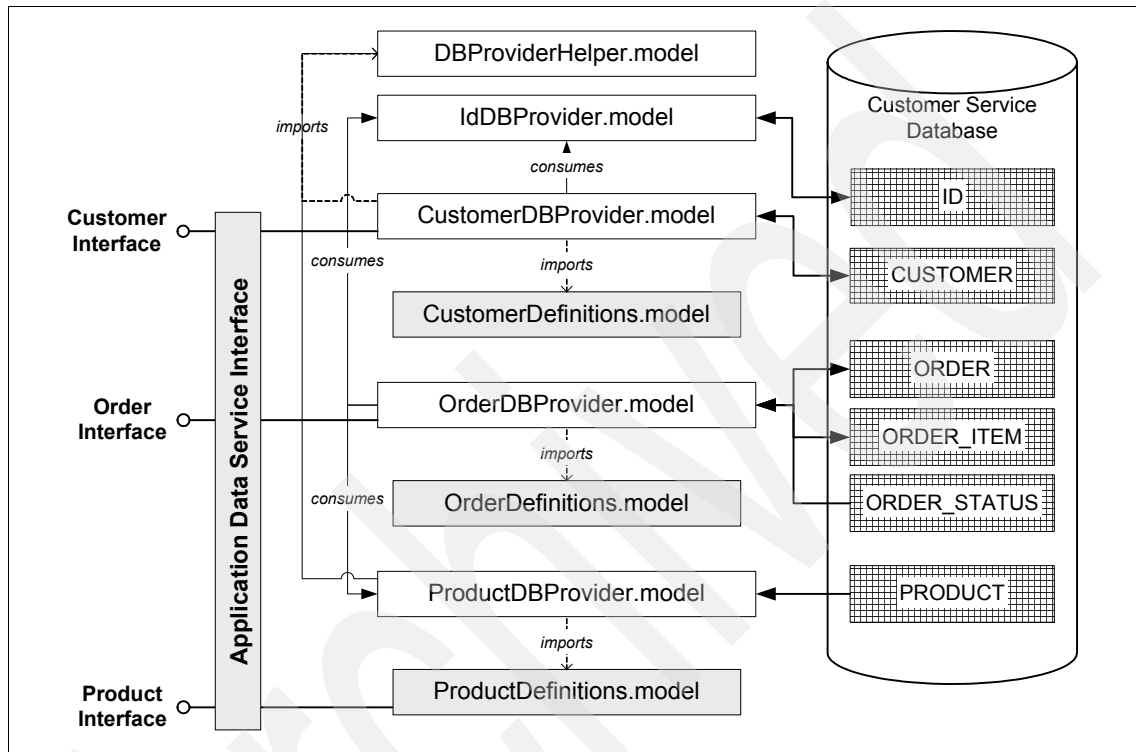 DBProviderHelper.model
Customer Service
Database
IdDBProvider.model
imports
consumes
ID
CustomerDBProvider.model
Customer
Interface
consumes
imports
CUSTOMER
CustomerDefinitions.model
Application Data Service Interface
ORDER
OrderDBProvider.model
Order
Interface
ORDER_ITEM
imports
consumes
OrderDefinitions.model
ORDER_STATUS
ProductDBProvider.model
PRODUCT
imports
ProductDefinitions.model
Product
Interface